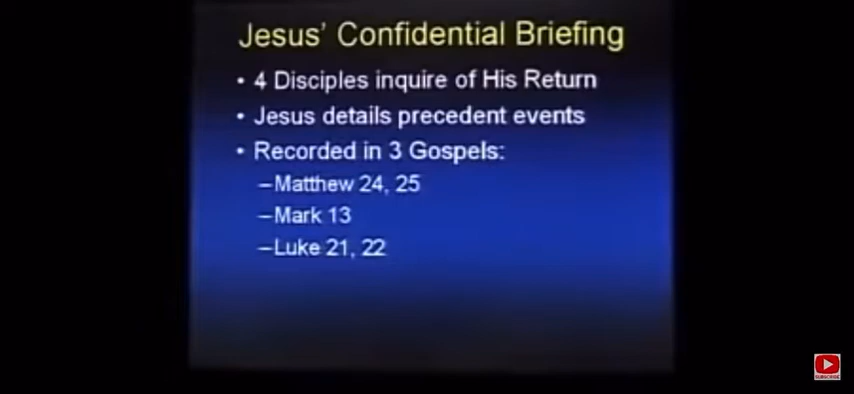 Jesus' Confidential Briefing
• 4 Disciples inquire of His Return
• Jesus details precedent events
• Recorded in 3 Gospels:
–Matthew 24, 25
–Mark 13
–Luke 21, 22
SUBSCRIBE